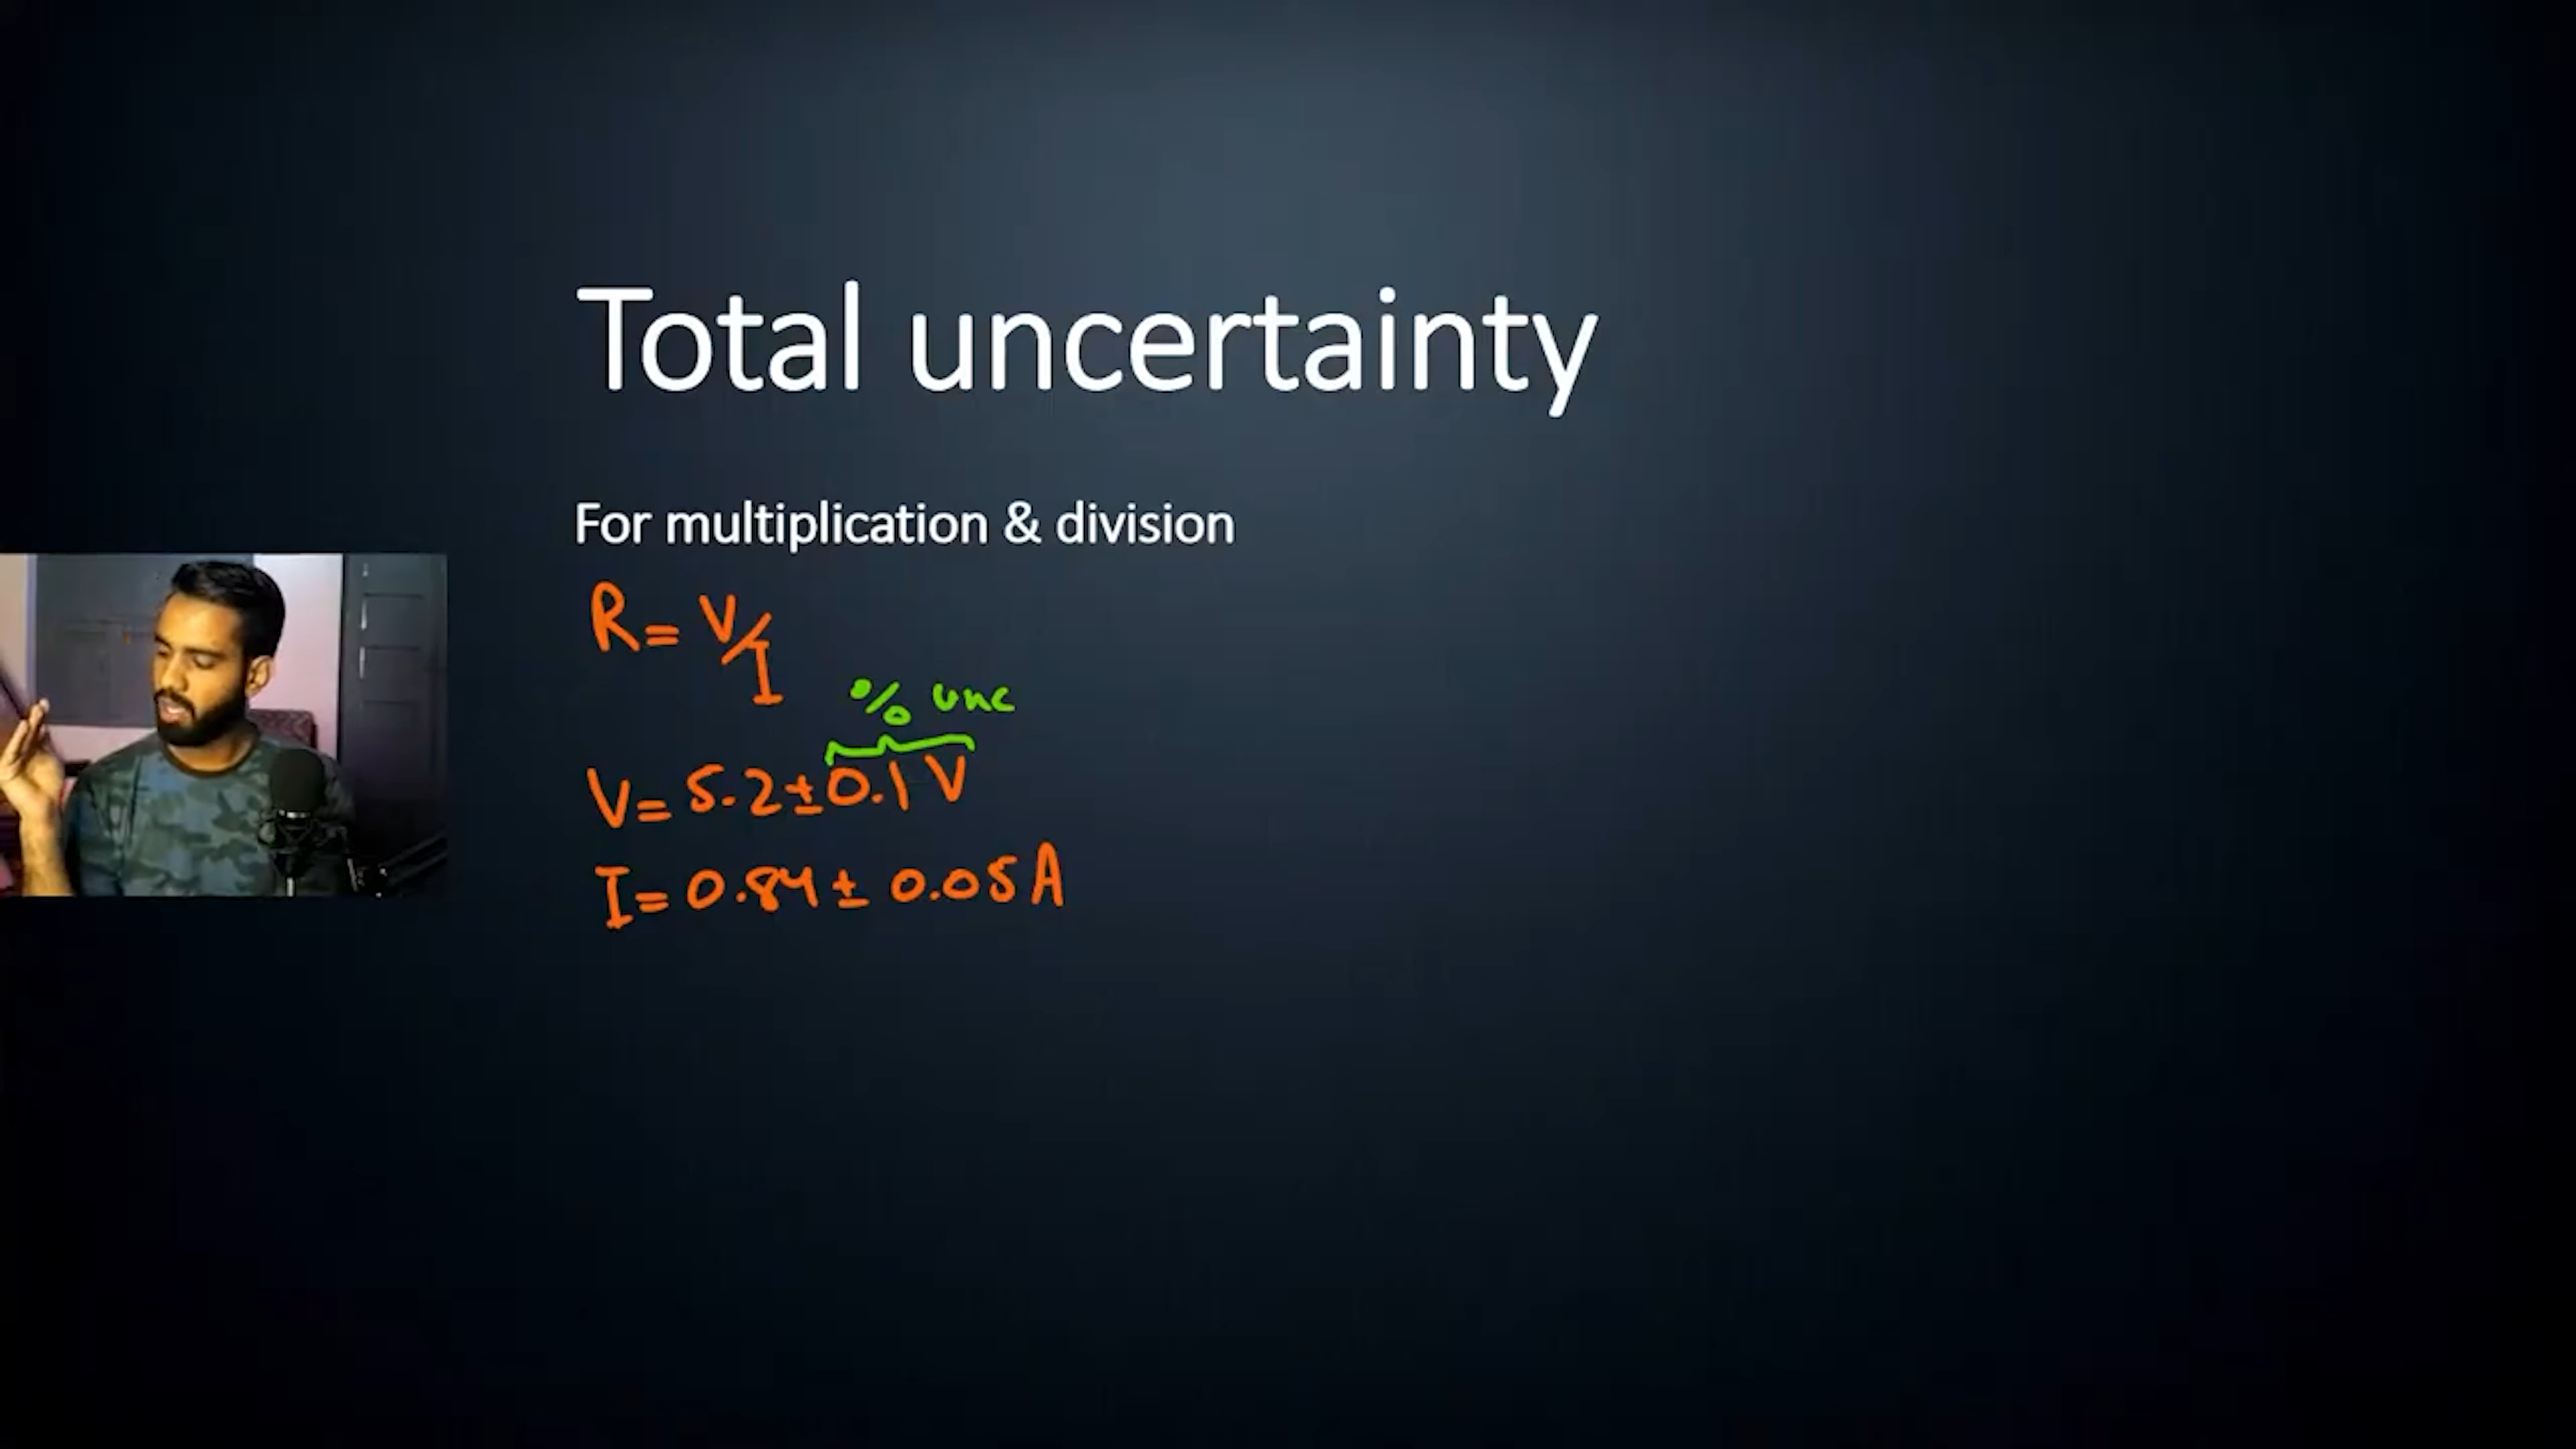 Total uncertainty
For multiplication & division
R = V/I
% unc
V = 5.2 ± 0.1 V
I = 0.84 ± 0.05 A